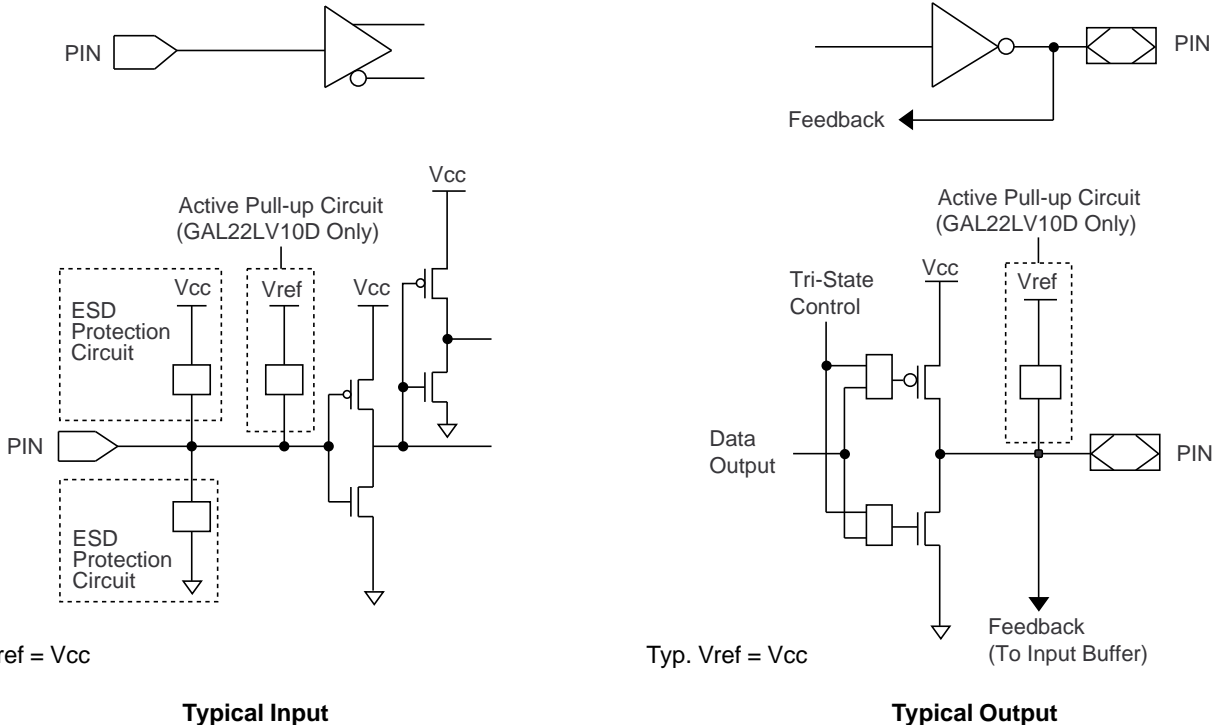 PIN
PIN
Feedback
Vcc
Active Pull-up Circuit
(GAL22LV10D Only)
Vcc
Vref
Vcc
ESD
Protection
Circuit
PIN
ESD
Protection
Circuit
ref = Vcc
Typical Input
Active Pull-up Circuit
(GAL22LV10D Only)
Tri-State
Control
Vcc
Vref
Data
Output
PIN
Feedback
(To Input Buffer)
Typ. Vref = Vcc
Typical Output